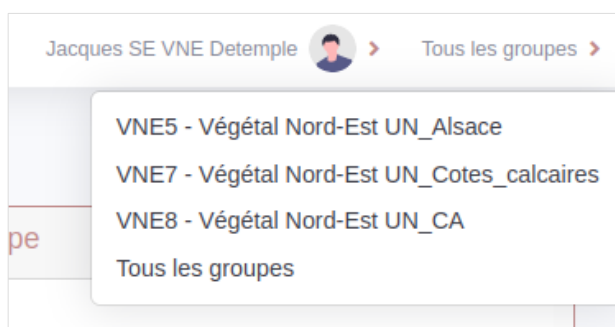 Jacques SE VNE Detemple Tous les groupes
VNE5 - Végétal Nord-Est UN_Alsace
VNE7 - Végétal Nord-Est UN_Cotes_calcaires
VNE8 - Végétal Nord-Est UN_CA
pe
Tous les groupes